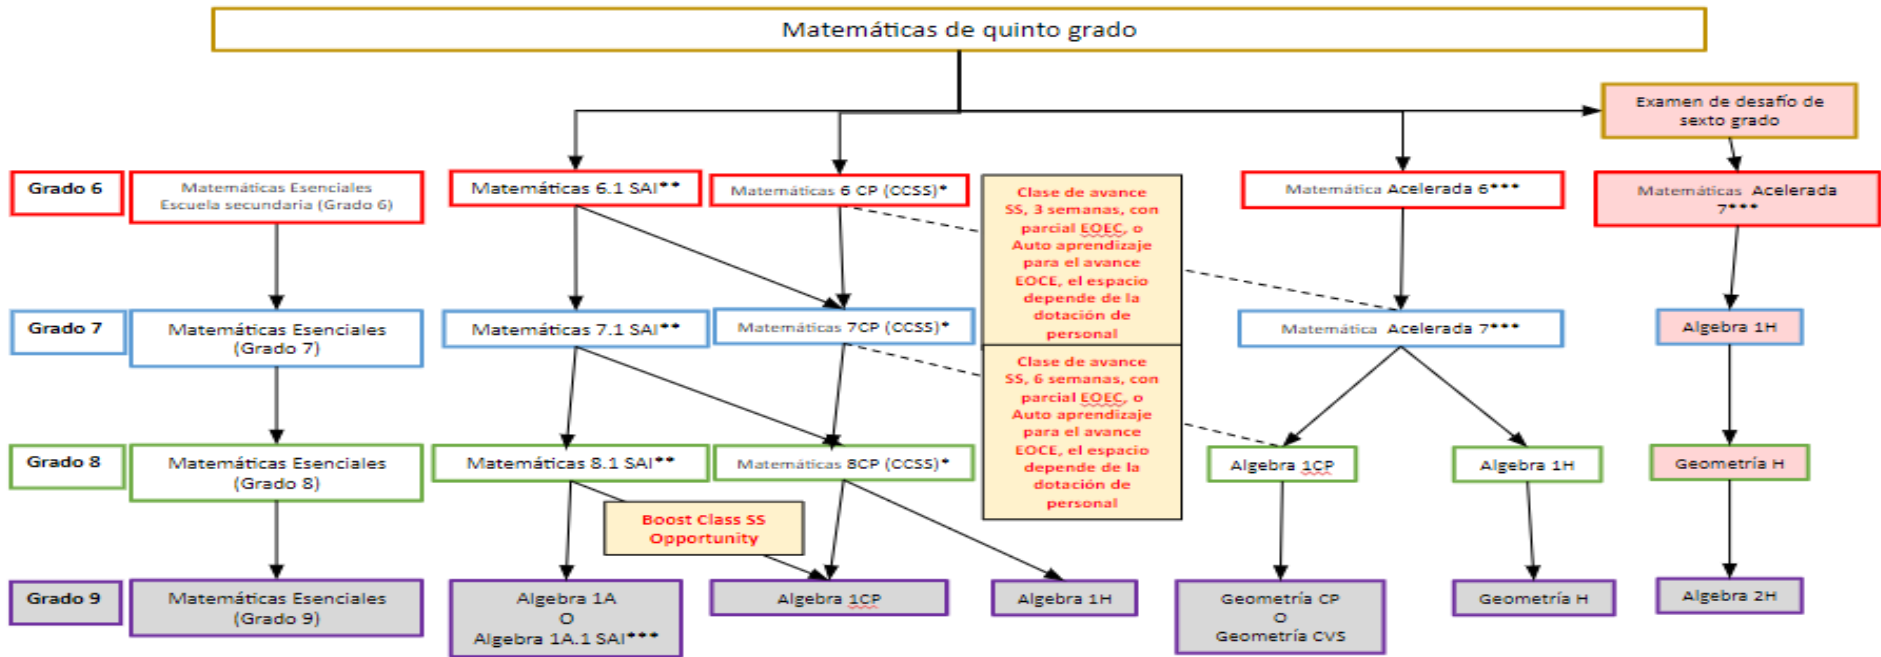 Matemáticas de quinto grado
Examen de desafío de
sexto grado
Grado 6
Matemáticas Esenciales
Escuela secundaria (Grado 6)
Matemáticas 6.1 SAI**
Matemáticas 6 CP (CCSS)*
Clase de avance
SS, 3 semanas, con
parcial EOEC, o
Auto aprendizaje
para el avance
EOCE, el espacio
depende de la
dotación de
personal
Matemática Acelerada 6***
Matemáticas Acelerada
7***
Grado 7
Matemáticas Esenciales
(Grado 7)
Matemáticas 7.1 SAI**
Matemáticas 7CP (CCSS)*
Matemática Acelerada 7***
Algebra 1H
Clase de avance
SS, 6 semanas, con
parcial EOEC, o
Auto aprendizaje
para el avance
EOCE, el espacio
depende de la
dotación de
personal
Grado 8
Matemáticas Esenciales
(Grado 8)
Matemáticas 8.1 SAI**
Matemáticas 8CP (CCSS)*
Algebra 1CP
Algebra 1H
Geometría H
Boost Class SS
Opportunity
Grado 9
Matemáticas Esenciales
(Grado 9)
Algebra 1A
O
Algebra 1A.1 SAI***
Algebra 1CP
Algebra 1H
Geometría CP
O
Geometría CVS
Geometría H
Algebra 2H